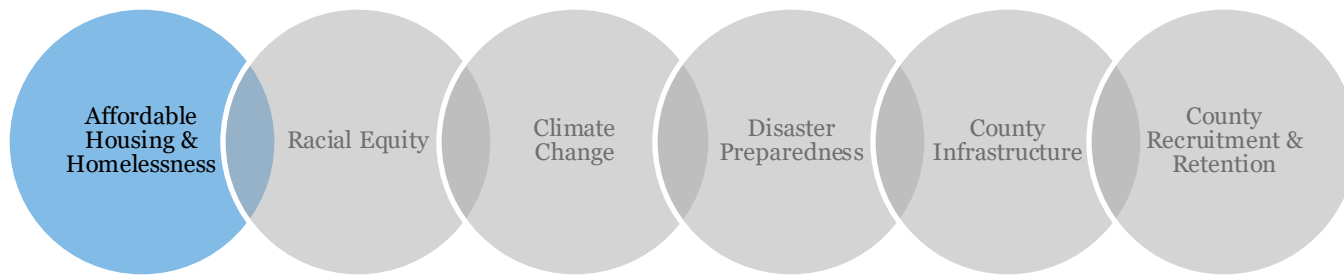 Affordable
Housing &
Homelessness
Racial Equity
Climate
Change
Disaster
Preparedness
County
Infrastructure
County
Recruitment &
Retention